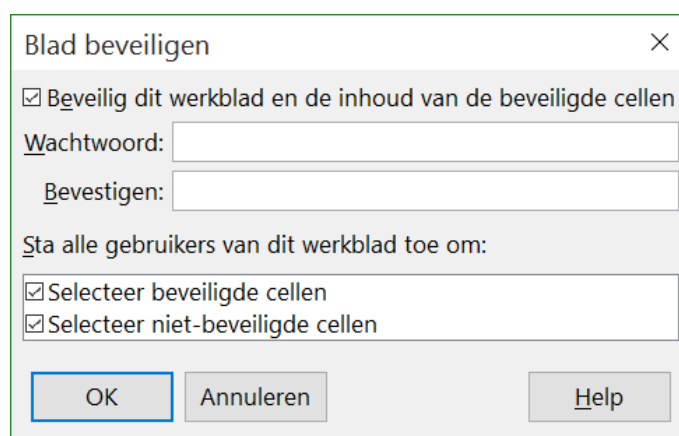 Blad beveiligen
Beveilig dit werkblad en de inhoud van de beveiligde cellen
Wachtwoord:
Bevestigen:
Sta alle gebruikers van dit werkblad toe om:
Selecteer beveiligde cellen
Selecteer niet-beveiligde cellen
OK Annuleren Help